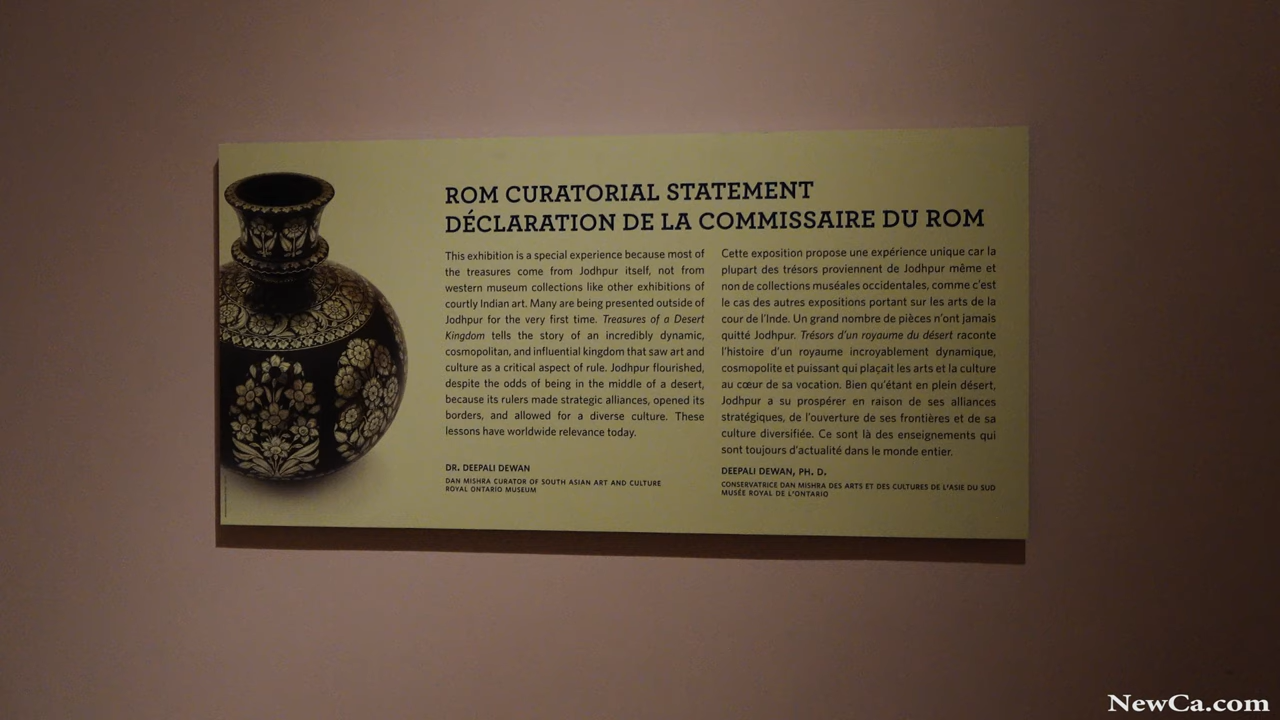 ROM CURATORIAL STATEMENT
DÉCLARATION DE LA COMMISSAIRE DU ROM
This exhibition is a special experience because most of
the treasures come from Jodhpur itself, not from
western museum collections like other exhibitions of
courtly Indian art. Many are being presented outside of
Jodhpur for the very first time. Treasures of a Desert
Kingdom tells the story of an incredibly dynamic,
cosmopolitan, and influential kingdom that saw art and
culture as a critical aspect of rule. Jodhpur flourished,
despite the odds of being in the middle of a desert,
because its rulers made strategic alliances, opened its
borders, and allowed for a diverse culture. These
lessons have worldwide relevance today.
DR. DEEPALI DEWAN
DAN MISHRA CURATOR OF SOUTH ASIAN ART AND CULTURE
ROYAL ONTARIO MUSEUM
Cette exposition propose une expérience unique car la
plupart des trésors proviennent de Jodhpur même et
non de collections muséales occidentales, comme c'est
le cas des autres expositions portant sur les arts de la
cour de l'Inde. Un grand nombre de pièces n'ont jamais
quitté Jodhpur. Trésors d'un royaume du désert raconte
l'histoire d'un royaume incroyablement dynamique,
cosmopolite et puissant qui plaçait les arts et la culture
au cœur de sa vocation. Bien qu'étant en plein désert,
Jodhpur a su prospérer en raison de ses alliances
stratégiques, de l'ouverture de ses frontières et de sa
culture diversifiée. Ce sont là des enseignements qui
sont toujours d'actualité dans le monde entier.
DEEPALI DEWAN, PH. D.
CONSERVATRICE DAN MISHRA DES ARTS ET DES CULTURES DE L'ASIE DU SUD
MUSÉE ROYAL DE L'ONTARIO
NewCa.com